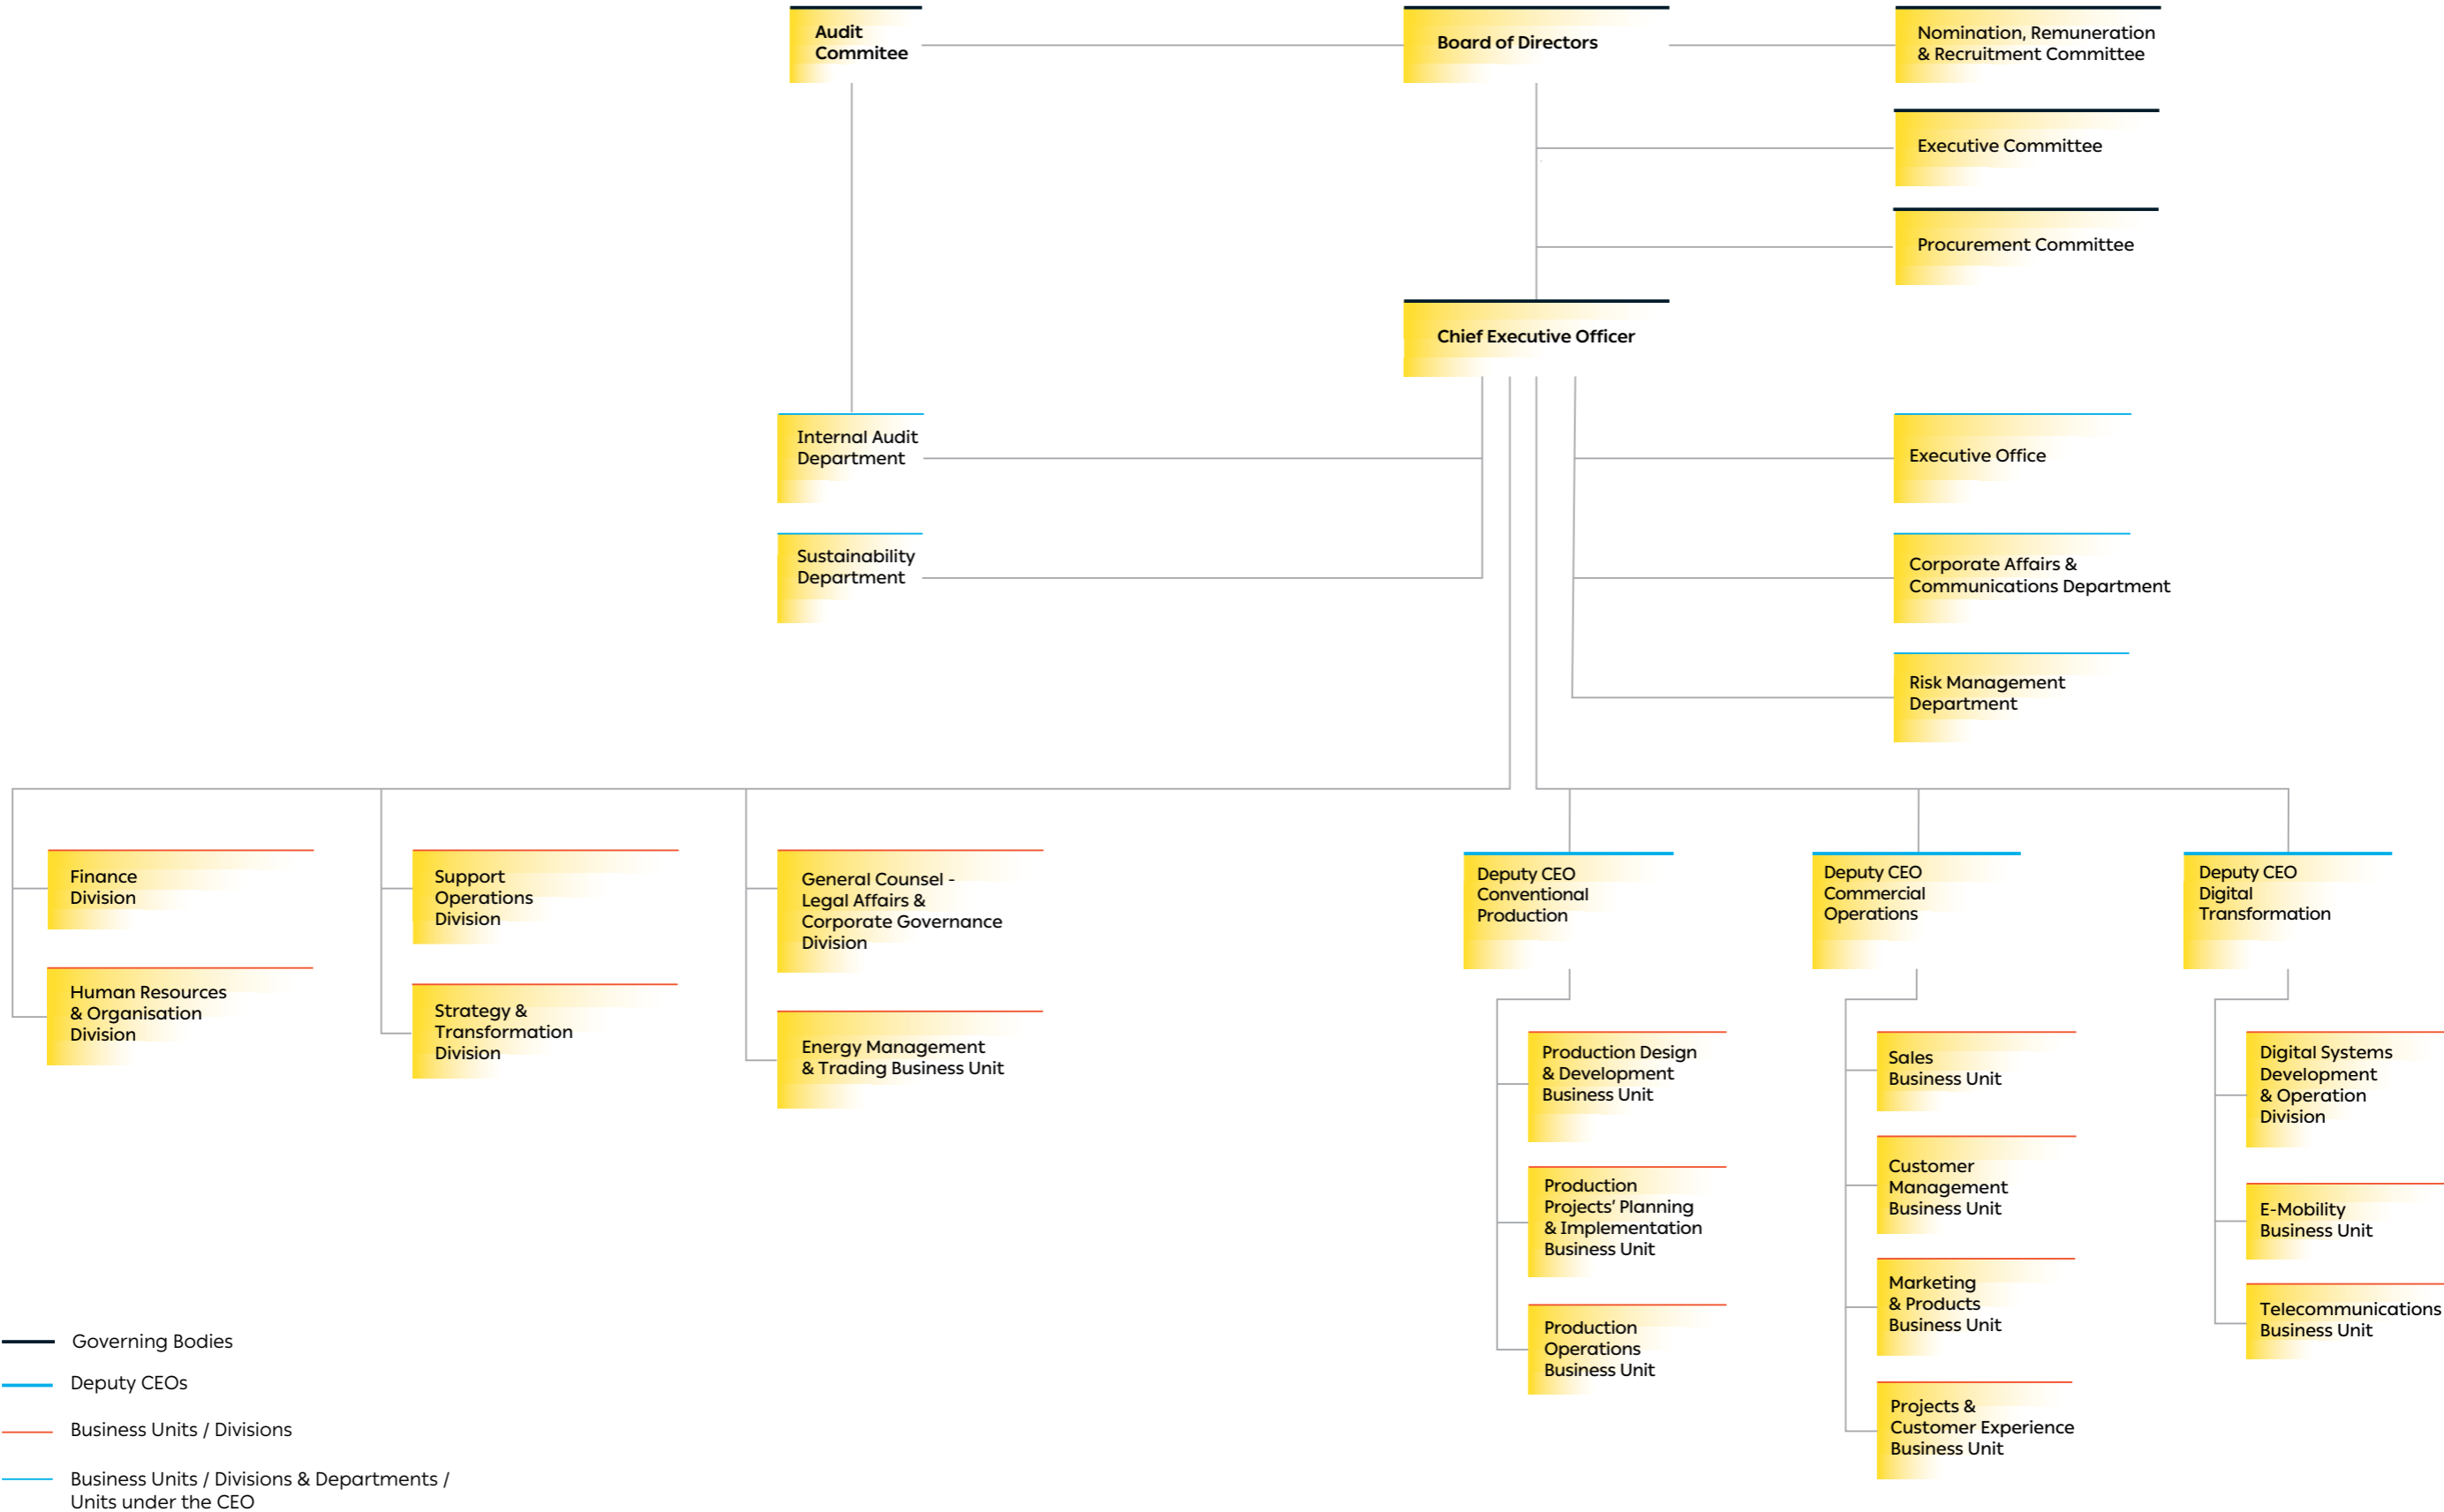 Audit
Commitee
Board of Directors
Nomination, Remuneration
& Recruitment Committee
Executive Committee
Procurement Committee
Chief Executive Officer
Internal Audit
Department
Executive Office
Sustainability
Department
Corporate Affairs &
Communications Department
Risk Management
Department
Finance
Division
Human Resources
& Organisation
Division
Support
Operations
Division
Strategy &
Transformation
Division
General Counsel -
Legal Affairs &
Corporate Governance
Division
Energy Management
& Trading Business Unit
Deputy CEO
Conventional
Production
Production Design
& Development
Business Unit
Production
Projects' Planning
& Implementation
Business Unit
Production
Operations
Business Unit
Deputy CEO
Commercial
Operations
Sales
Business Unit
Customer
Management
Business Unit
Marketing
& Products
Business Unit
Projects &
Customer Experience
Business Unit
Deputy CEO
Digital
Transformation
Digital Systems
Development
& Operation
Division
E-Mobility
Business Unit
Telecommunications
Business Unit
Governing Bodies
Deputy CEOs
Business Units / Divisions
Business Units / Divisions & Departments /
Units under the CEO